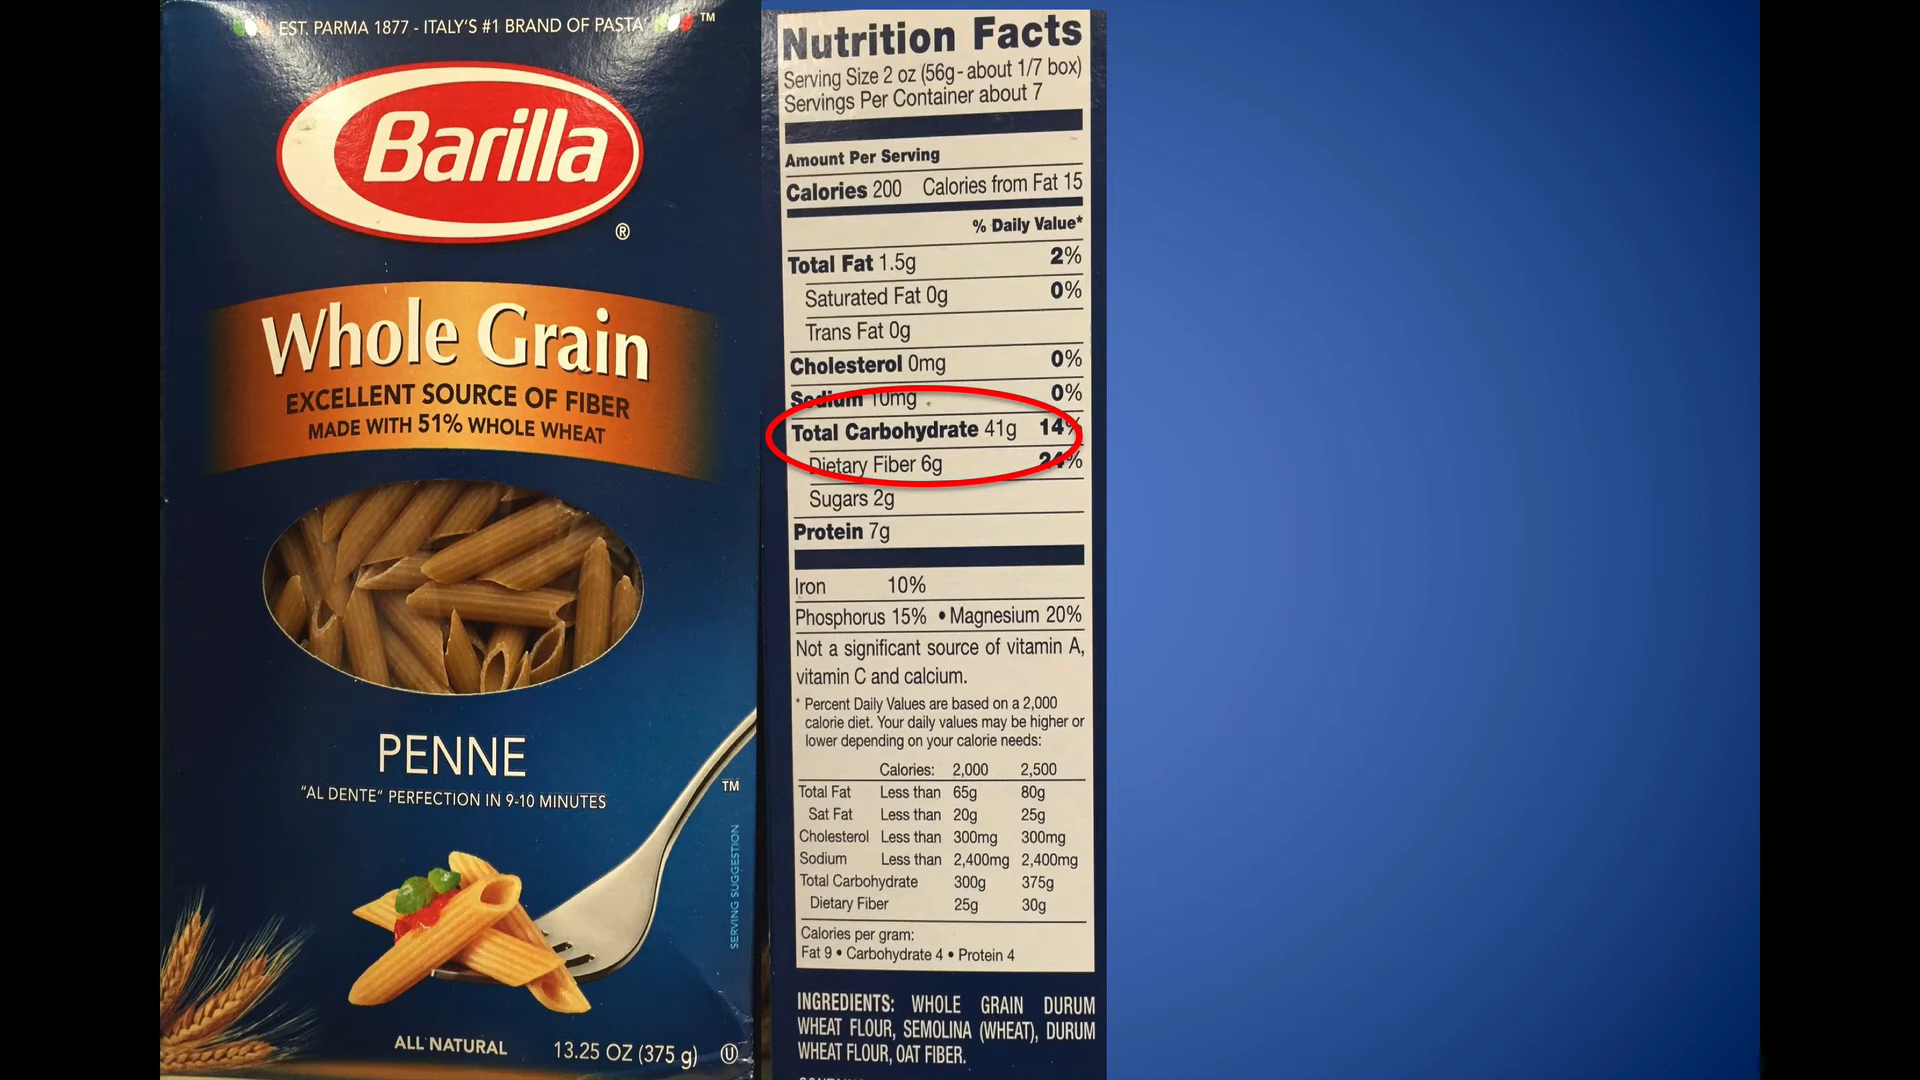 EST. PARMA 1877 - ITALY'S #1 BRAND OF PASTA ™
Barilla
®
Whole Grain
EXCELLENT SOURCE OF FIBER
MADE WITH 51% WHOLE WHEAT
PENNE
"AL DENTE" PERFECTION IN 9-10 MINUTES
TM
SERVING SUGGESTION
ALL NATURAL
13.25 OZ (375 g) U
Nutrition Facts
Serving Size 2 oz (56g - about 1/7 box)
Servings Per Container about 7
Amount Per Serving
Calories 200 Calories from Fat 15
% Daily Value*
Total Fat 1.5g 2%
Saturated Fat 0g 0%
Trans Fat 0g
Cholesterol 0mg 0%
Sodium 10mg 0%
Total Carbohydrate 41g 14%
Dietary Fiber 6g 24%
Sugars 2g
Protein 7g
Iron 10%
Phosphorus 15% • Magnesium 20%
Not a significant source of vitamin A,
vitamin C and calcium.
* Percent Daily Values are based on a 2,000
calorie diet. Your daily values may be higher or
lower depending on your calorie needs:
Calories: 2,000 2,500
Total Fat Less than 65g 80g
Sat Fat Less than 20g 25g
Cholesterol Less than 300mg 300mg
Sodium Less than 2,400mg 2,400mg
Total Carbohydrate 300g 375g
Dietary Fiber 25g 30g
Calories per gram:
Fat 9 • Carbohydrate 4 • Protein 4
INGREDIENTS: WHOLE GRAIN DURUM
WHEAT FLOUR, SEMOLINA (WHEAT), DURUM
WHEAT FLOUR, OAT FIBER.